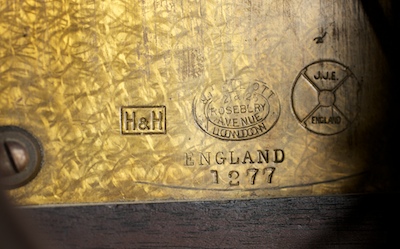 H&H
ROSEBERY
AVENUE
LONDON
J.J.E.
ENGLAND
ENGLAND
1277